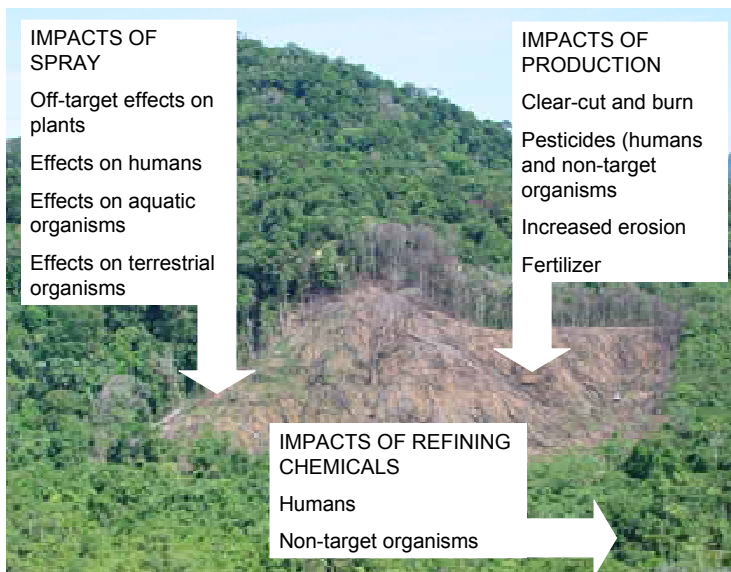 IMPACTS OF
SPRAY
Off-target effects on
plants
Effects on humans
Effects on aquatic
organisms
Effects on terrestrial
organisms
IMPACTS OF
PRODUCTION
Clear-cut and burn
Pesticides (humans
and non-target
organisms
Increased erosion
Fertilizer
IMPACTS OF REFINING
CHEMICALS
Humans
Non-target organisms